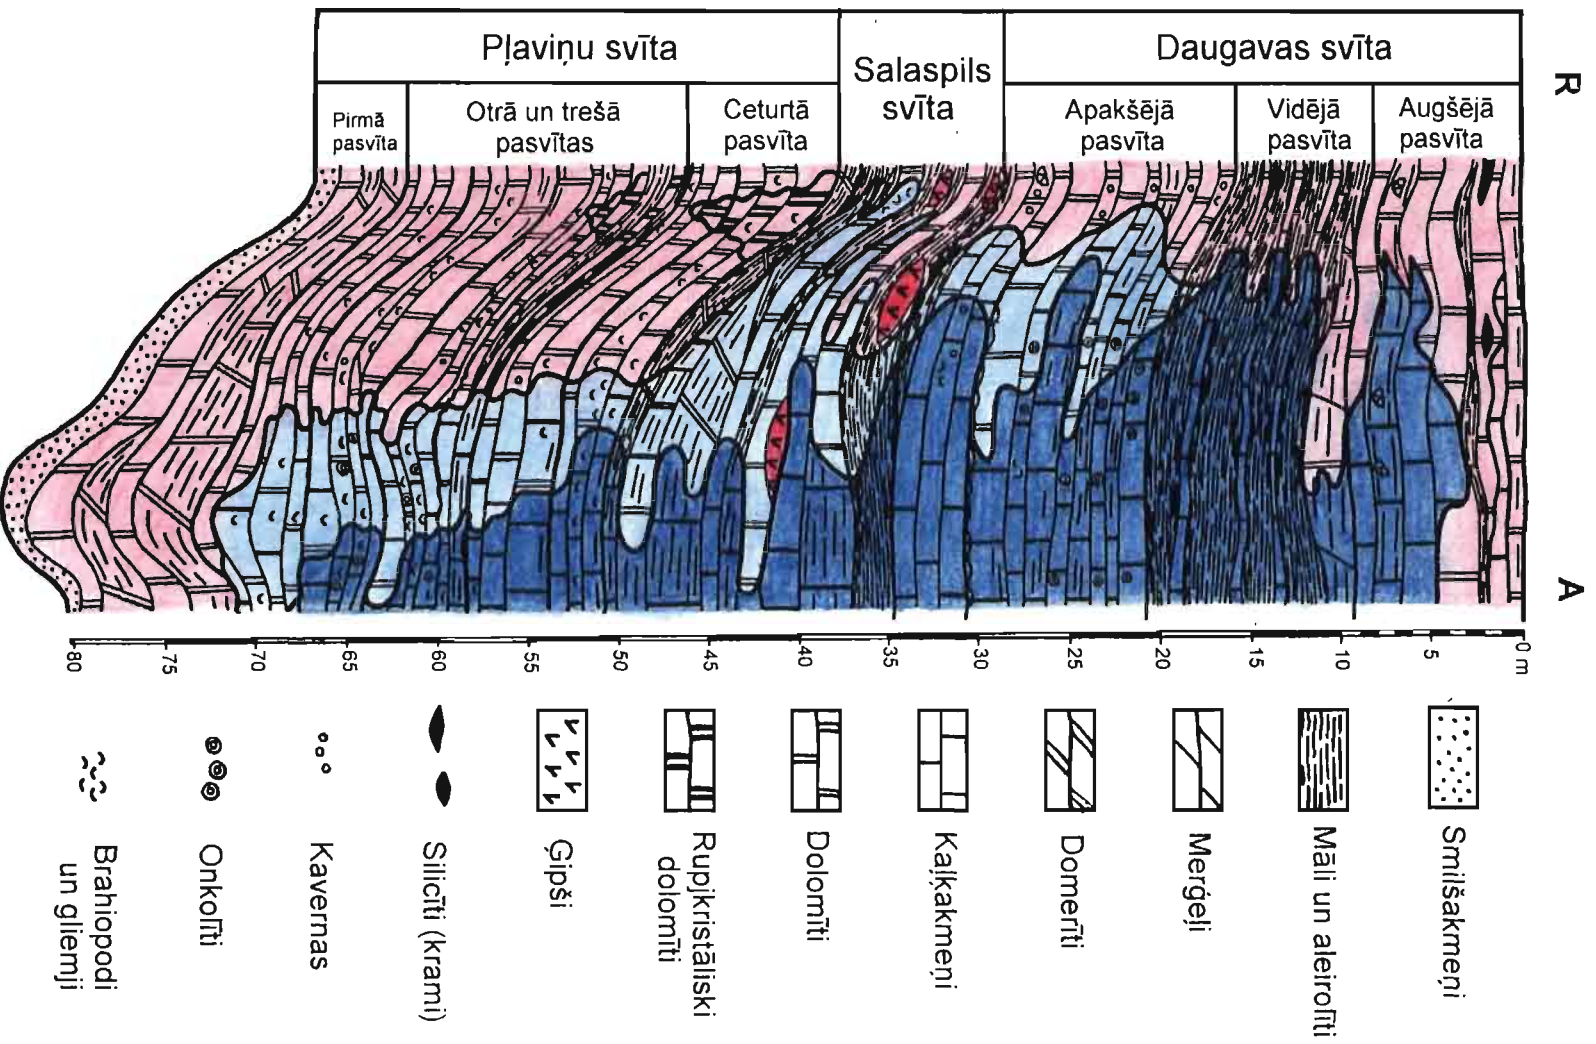 Pļaviņu svīta
Salaspils
svīta
Daugavas svīta
Pirmā
pasvīta
Otrā un trešā
pasvītas
Ceturtā
pasvīta
Apakšējā
pasvīta
Vidējā
pasvīta
Augšējā
pasvīta
R
A
80
75
70
65
60
55
50
45
40
35
30
25
20
15
10
5
0 m
Smilšakmeņi
Māli un aleirolīti
Merģeļi
Domerīti
Kaļķakmeņi
Dolomīti
Rupjkristāliski
dolomīti
Ģipši
Silicīti (krami)
Kavernas
Onkolīti
Brahiopodi
un gliemji